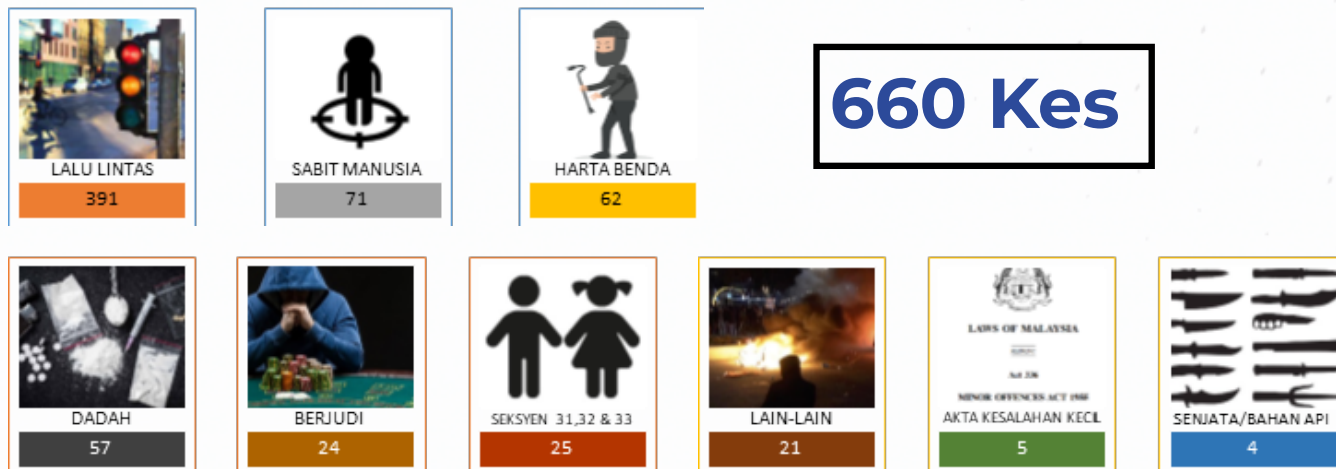 660 Kes
LALU LINTAS
391
SABIT MANUSIA
71
HARTA BENDA
62
DADAH
57
BERJUDI
24
SEKSYEN 31,32 & 33
25
LAIN-LAIN
21
LAWS OF MALAYSIA
Act 336
MINOR OFFENCES ACT 1955
AKTA KESALAHAN KECIL
5
SENJATA/BAHAN API
4